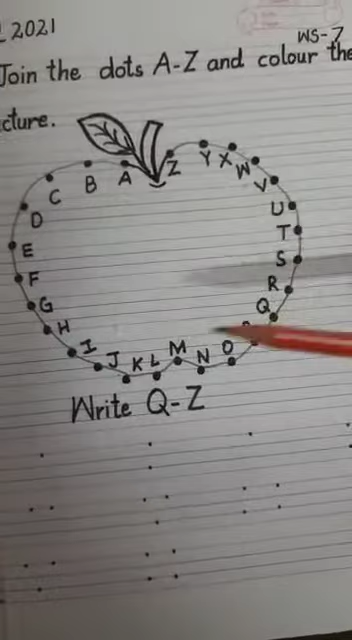 2021
WS-7
Join the dots A-Z and colour the
cture.
A
B
C
D
E
F
G
H
I
J
K
L
M
N
O
Q
R
S
T
U
V
W
X
Y
Z
Write Q-Z